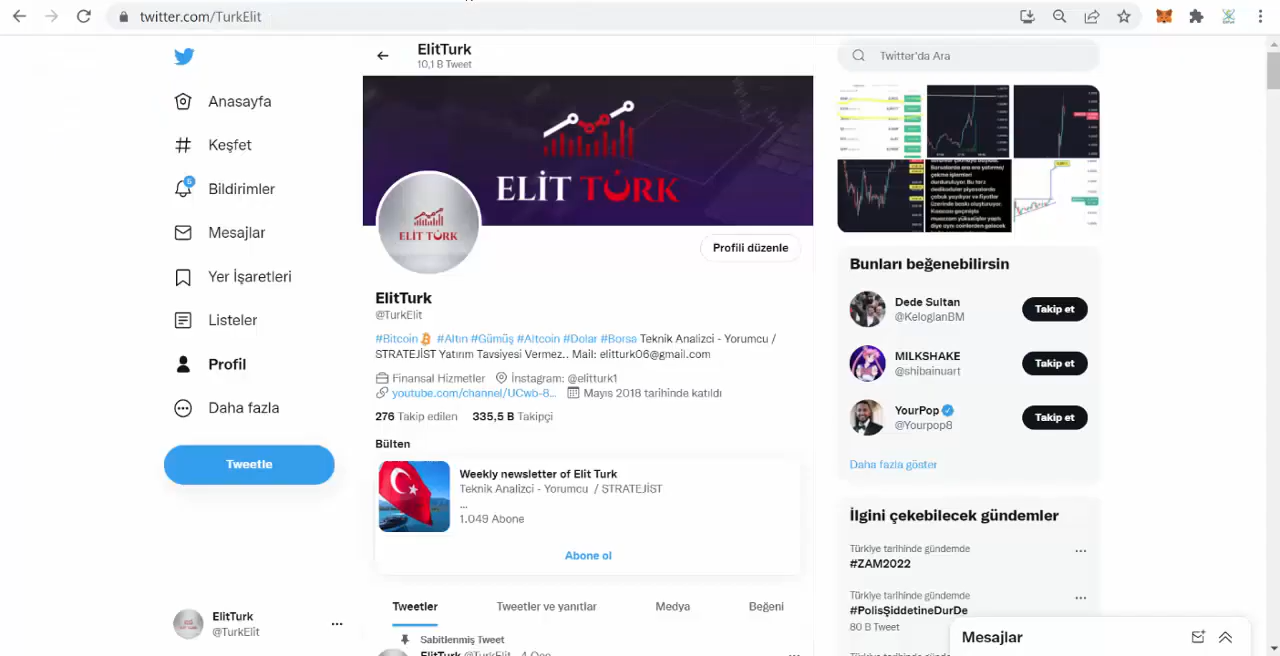 twitter.com/TurkElit
ElitTurk
10,1 B Tweet
Twitter'da Ara
Anasayfa
Keşfet
5
Bildirimler
Mesajlar
Yer İşaretleri
Listeler
Profil
Daha fazla
Tweetle
ElitTurk
@TurkElit
ELİT TÜRK
ELİT TÜRK
Profili düzenle
ElitTurk
@TurkElit
#Bitcoin #Altın #Gümüş #Altcoin #Dolar #Borsa Teknik Analizci - Yorumcu /
STRATEJİST Yatırım Tavsiyesi Vermez.. Mail: elitturk06@gmail.com
Finansal Hizmetler İnstagram: @elitturk1
youtube.com/channel/UCwb-8... Mayıs 2018 tarihinde katıldı
276 Takip edilen 335,5 B Takipçi
Bülten
Weekly newsletter of Elit Turk
Teknik Analizci - Yorumcu / STRATEJİST
...
1.049 Abone
Abone ol
Tweetler Tweetler ve yanıtlar Medya Beğeni
Sabitlenmiş Tweet
ElitTurk @TurkElit
Bunları beğenebilirsin
Dede Sultan
@KeloglanBM
Takip et
MILKSHAKE
@shibainuart
Takip et
YourPop
@Yourpop8
Takip et
Daha fazla göster
İlgini çekebilecek gündemler
Türkiye tarihinde gündemde
#ZAM2022
Türkiye tarihinde gündemde
#PolisŞiddetineDurDe
80 B Tweet
Mesajlar